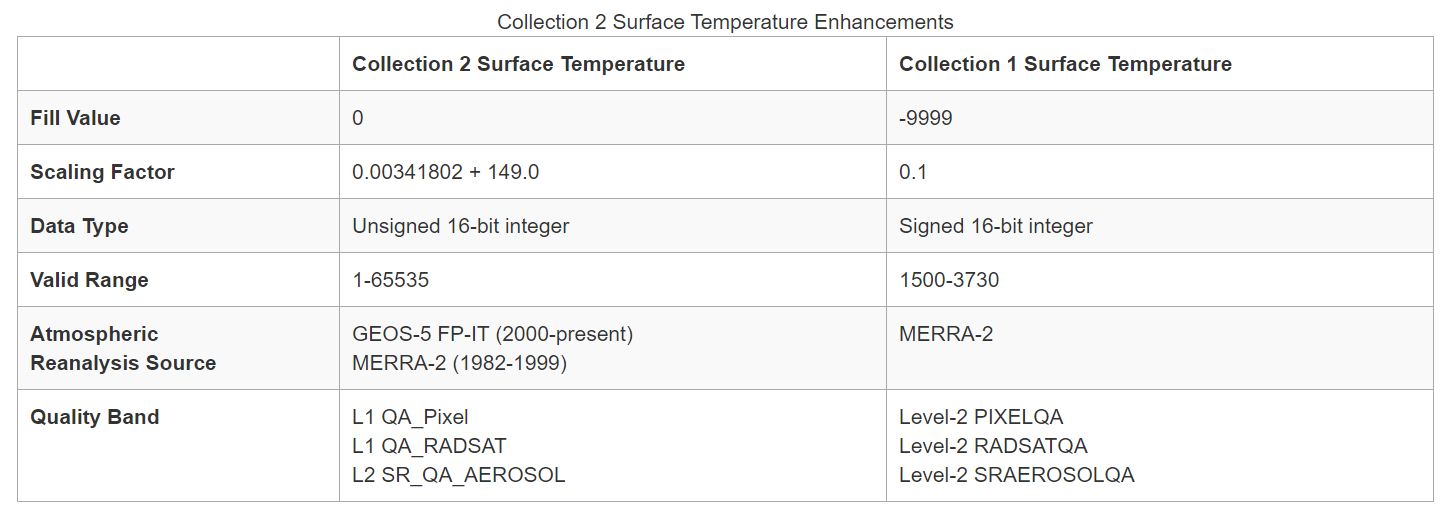 Collection 2 Surface Temperature Enhancements
Collection 2 Surface Temperature
Collection 1 Surface Temperature
Fill Value
0
-9999
Scaling Factor
0.00341802 + 149.0
0.1
Data Type
Unsigned 16-bit integer
Signed 16-bit integer
Valid Range
1-65535
1500-3730
Atmospheric
Reanalysis Source
GEOS-5 FP-IT (2000-present)
MERRA-2 (1982-1999)
MERRA-2
Quality Band
L1 QA_Pixel
L1 QA_RADSAT
L2 SR_QA_AEROSOL
Level-2 PIXELQA
Level-2 RADSATQA
Level-2 SRAEROSOLQA